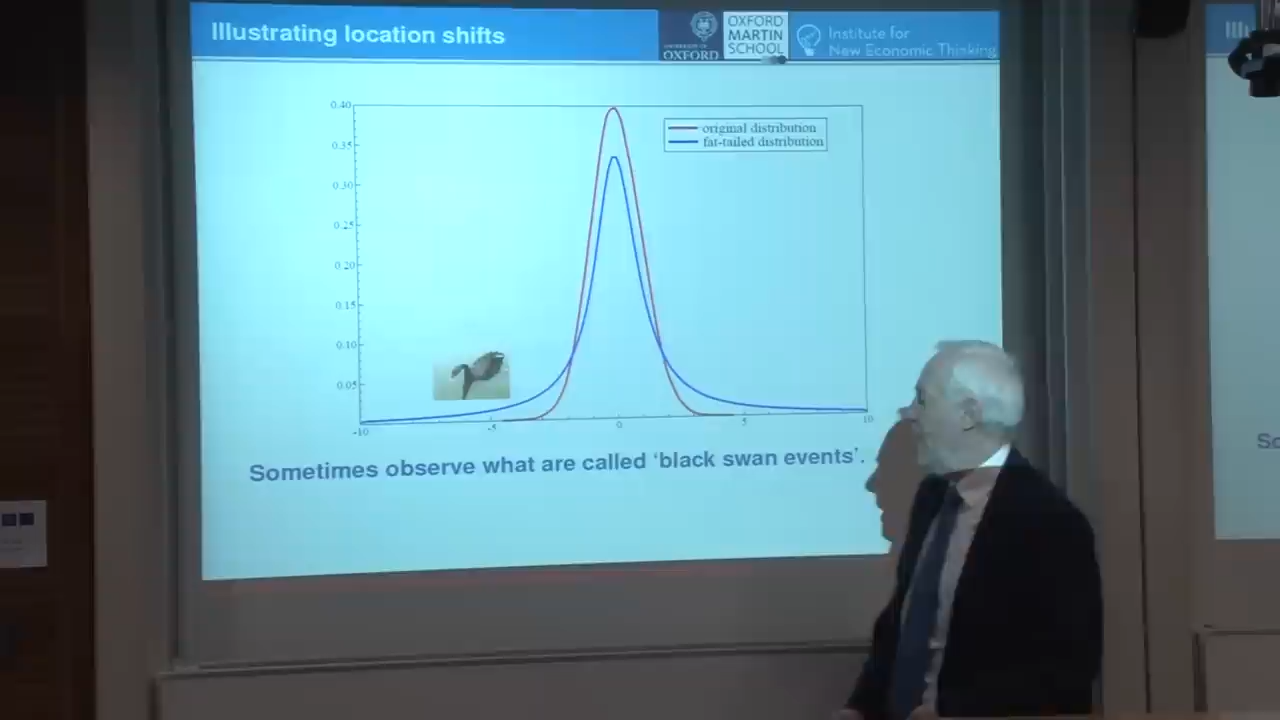 Illustrating location shifts
UNIVERSITY OF
OXFORD
OXFORD
MARTIN
SCHOOL
Institute for
New Economic Thinking
0.40
0.35
0.30
0.25
0.20
0.15
0.10
0.05
original distribution
fat-tailed distribution
-10
-5
0
5
10
Sometimes observe what are called ‘black swan events’.
So